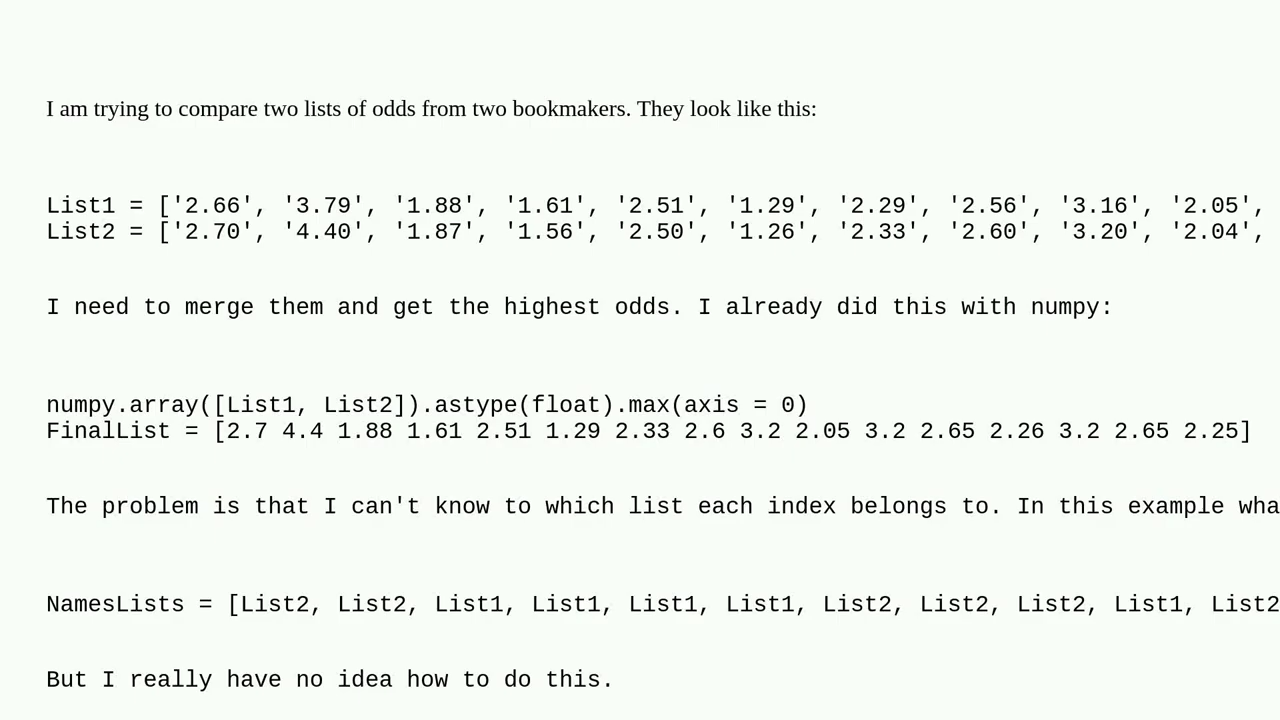 I am trying to compare two lists of odds from two bookmakers. They look like this:
List1 = ['2.66', '3.79', '1.88', '1.61', '2.51', '1.29', '2.29', '2.56', '3.16', '2.05',
List2 = ['2.70', '4.40', '1.87', '1.56', '2.50', '1.26', '2.33', '2.60', '3.20', '2.04',
I need to merge them and get the highest odds. I already did this with numpy:
numpy.array([List1, List2]).astype(float).max(axis = 0)
FinalList = [2.7 4.4 1.88 1.61 2.51 1.29 2.33 2.6 3.2 2.05 3.2 2.65 2.26 3.2 2.65 2.25]
The problem is that I can't know to which list each index belongs to. In this example wha
NamesLists = [List2, List2, List1, List1, List1, List1, List2, List2, List2, List1, List2
But I really have no idea how to do this.